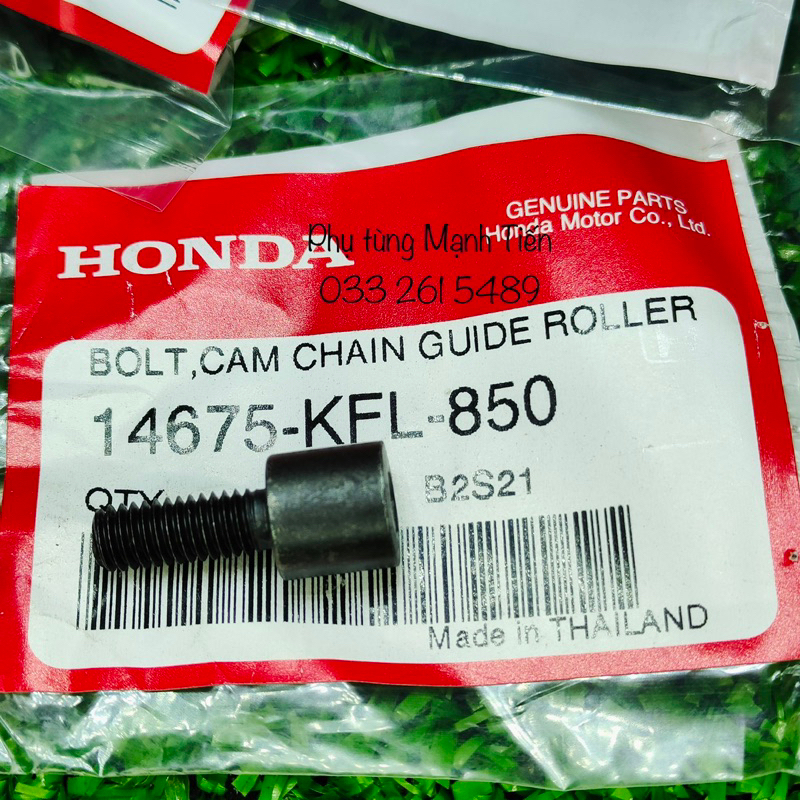 GENUINE PARTS
Honda Motor Co., Ltd.
HONDA
Phụ tùng Mạnh Tiến
033 261 5489
BOLT,CAM CHAIN GUIDE ROLLER
14675-KFL-850
QTY
B2S21
Made in THAILAND